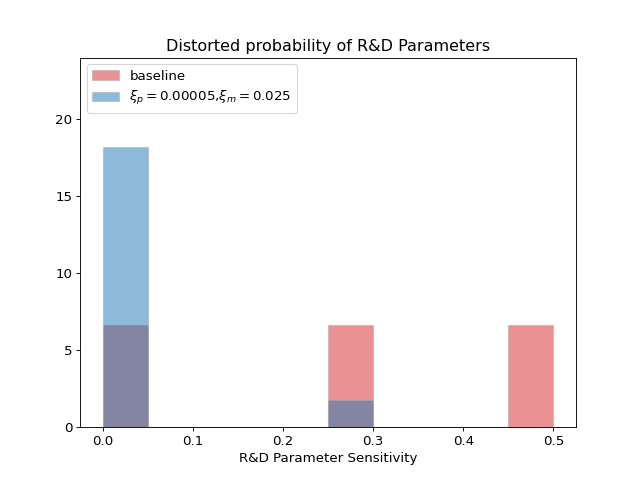 Distorted probability of R&D Parameters
baseline
ξp = 0.00005,ξm = 0.025
20
15
10
5
0
0.0 0.1 0.2 0.3 0.4 0.5
R&D Parameter Sensitivity